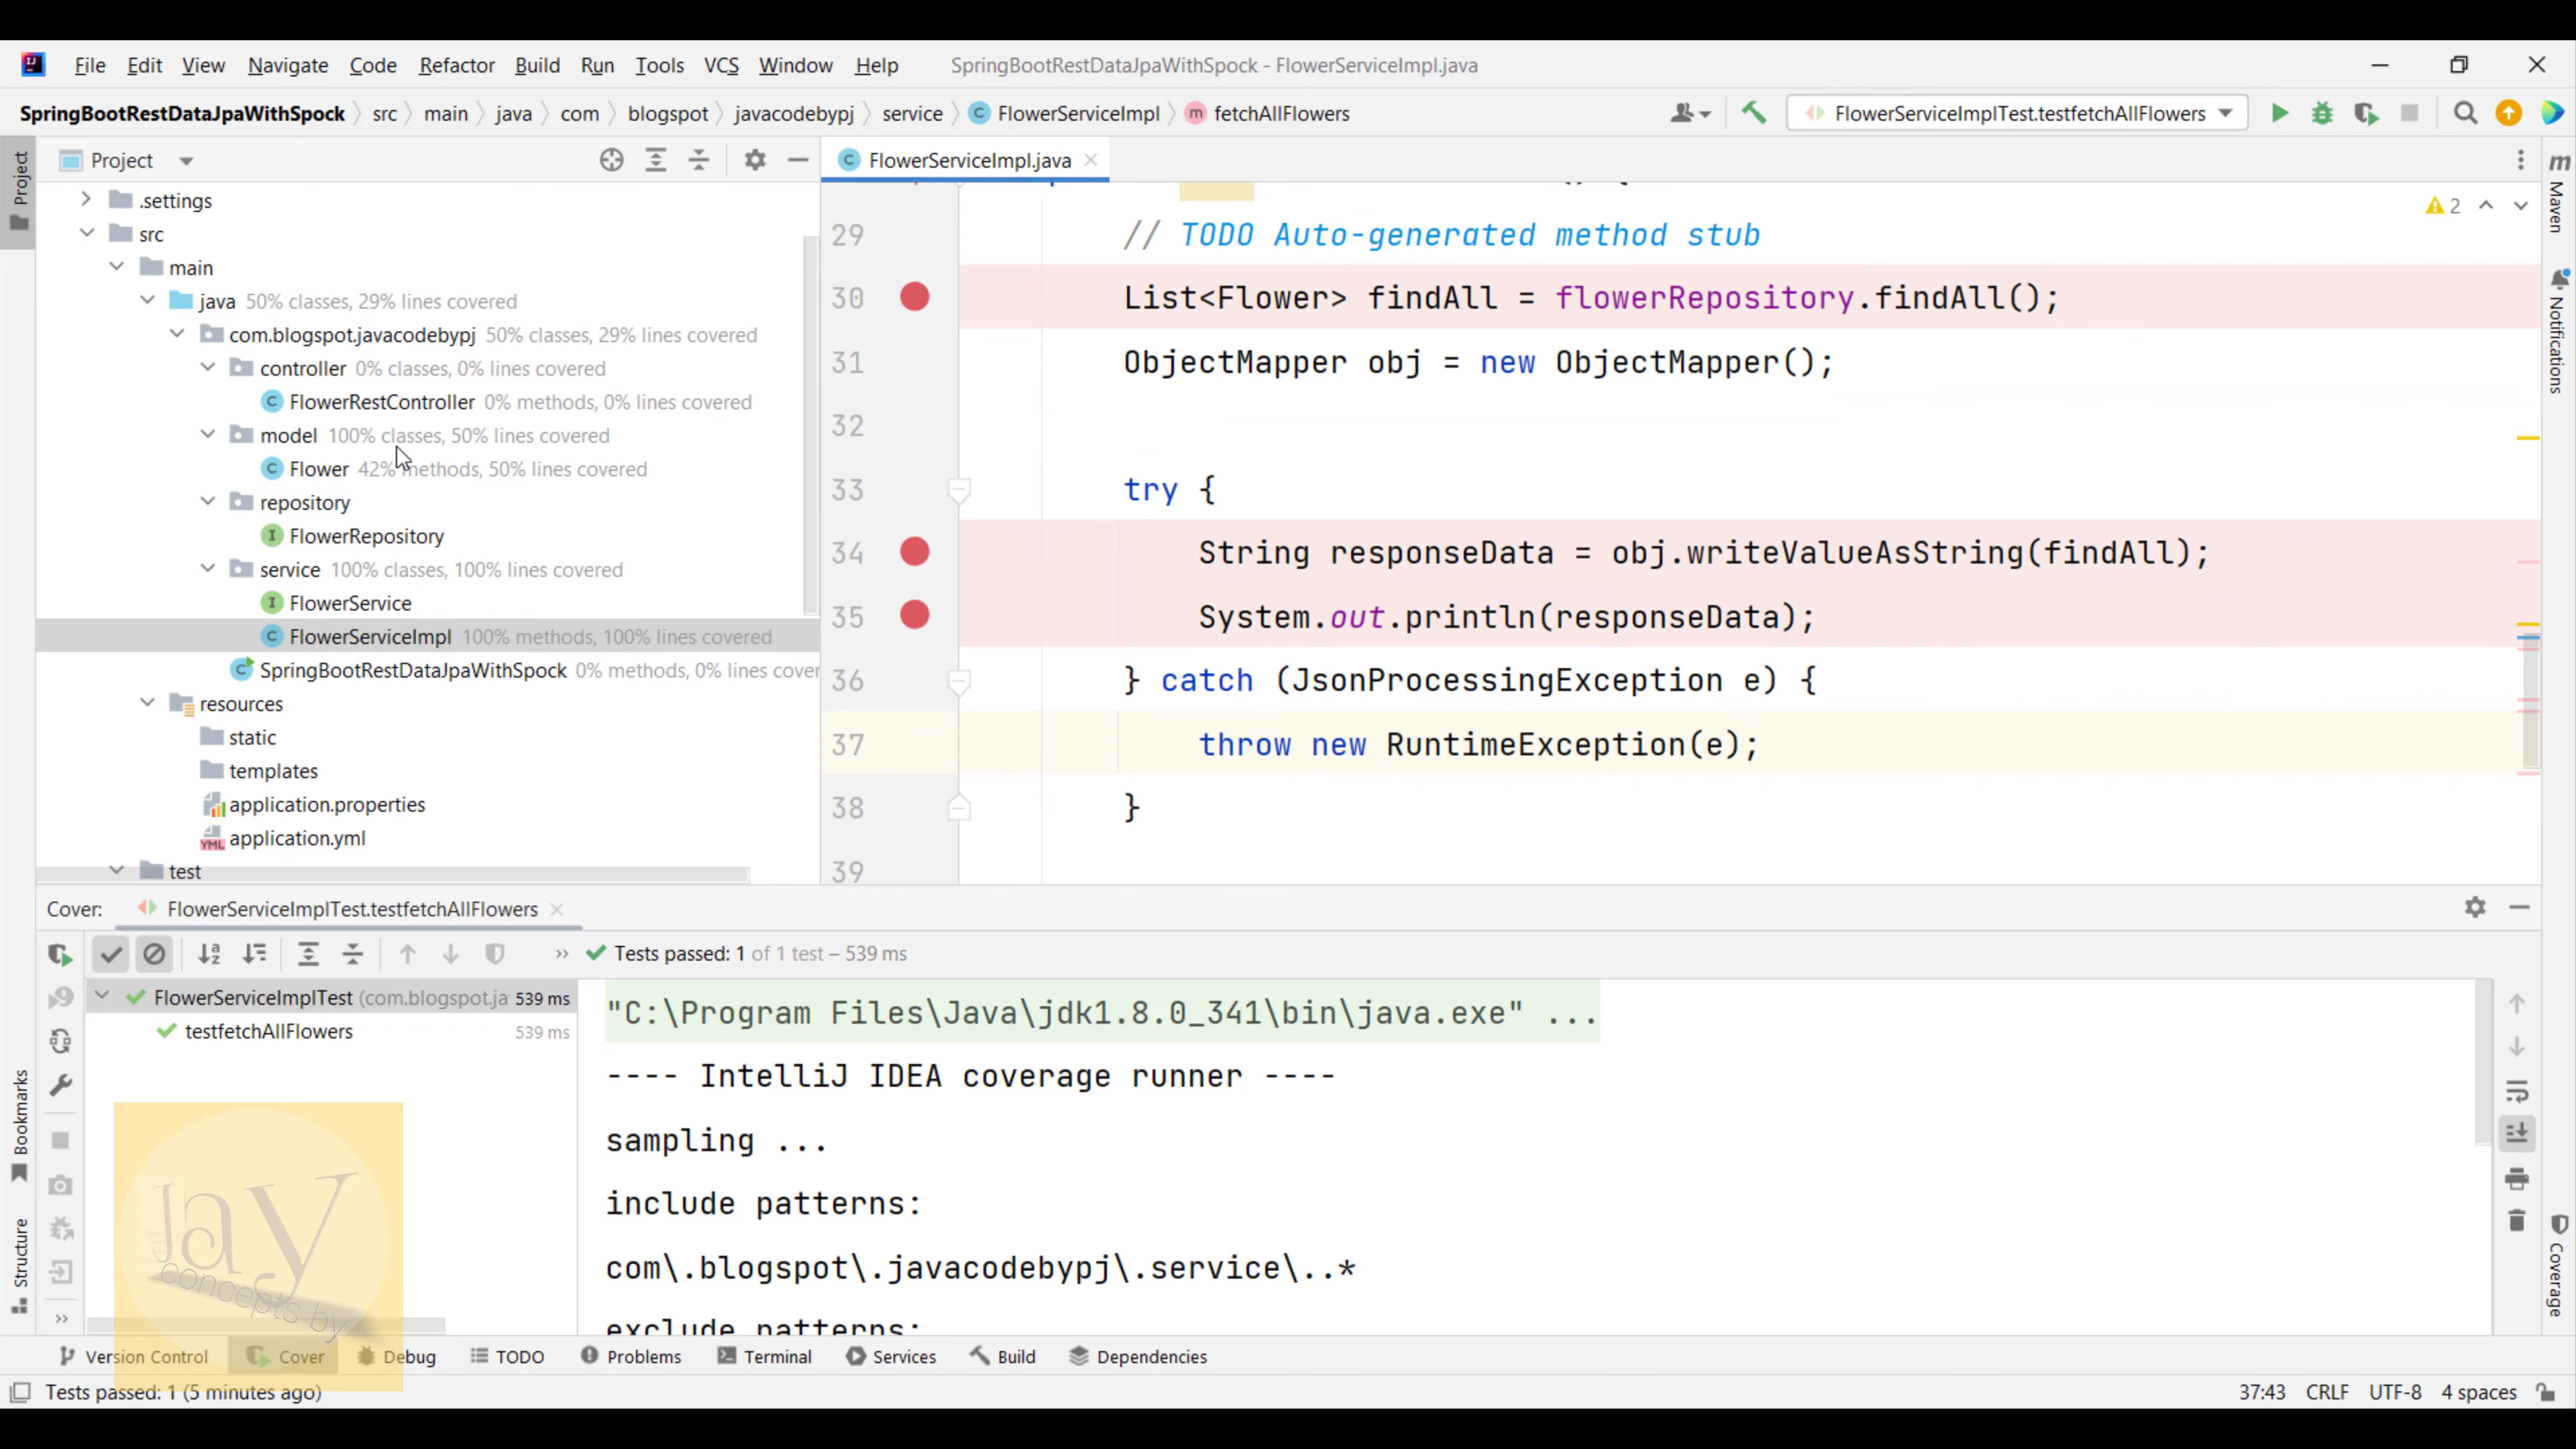 File Edit View Navigate Code Refactor Build Run Tools VCS Window Help SpringBootRestDataJpaWithSpock - FlowerServiceImpl.java
SpringBootRestDataJpaWithSpock src main java com blogspot javacodebypj service FlowerServiceImpl fetchAllFlowers FlowerServiceImplTest.testfetchAllFlowers
Project
Project
.settings
src
main
java 50% classes, 29% lines covered
com.blogspot.javacodebypj 50% classes, 29% lines covered
controller 0% classes, 0% lines covered
FlowerRestController 0% methods, 0% lines covered
model 100% classes, 50% lines covered
Flower 42% methods, 50% lines covered
repository
FlowerRepository
service 100% classes, 100% lines covered
FlowerService
FlowerServiceImpl 100% methods, 100% lines covered
SpringBootRestDataJpaWithSpock 0% methods, 0% lines cover
resources
static
templates
application.properties
application.yml
test
FlowerServiceImpl.java
2
29 // TODO Auto-generated method stub
30 List<Flower> findAll = flowerRepository.findAll();
31 ObjectMapper obj = new ObjectMapper();
32
33 try {
34 String responseData = obj.writeValueAsString(findAll);
35 System.out.println(responseData);
36 } catch (JsonProcessingException e) {
37 throw new RuntimeException(e);
38 }
39
Maven
Notifications
Coverage
Cover: FlowerServiceImplTest.testfetchAllFlowers
Tests passed: 1 of 1 test – 539 ms
FlowerServiceImplTest (com.blogspot.ja 539 ms
testfetchAllFlowers 539 ms
"C:\Program Files\Java\jdk1.8.0_341\bin\java.exe" ...
---- IntelliJ IDEA coverage runner ----
sampling ...
include patterns:
com\.blogspot\.javacodebypj\.service\..*
exclude patterns:
Bookmarks
Structure
Jay
concepts by
Version Control Cover Debug TODO Problems Terminal Services Build Dependencies
Tests passed: 1 (5 minutes ago) 37:43 CRLF UTF-8 4 spaces